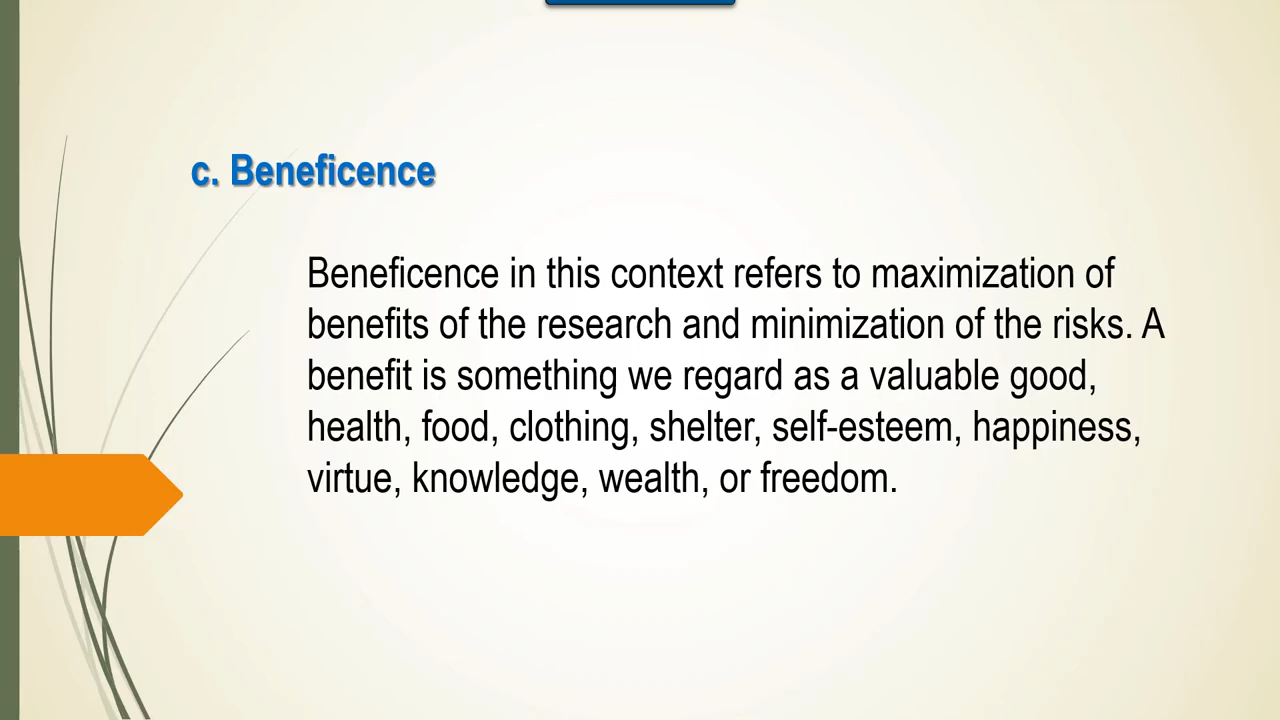 c. Beneficence
Beneficence in this context refers to maximization of
benefits of the research and minimization of the risks. A
benefit is something we regard as a valuable good,
health, food, clothing, shelter, self-esteem, happiness,
virtue, knowledge, wealth, or freedom.